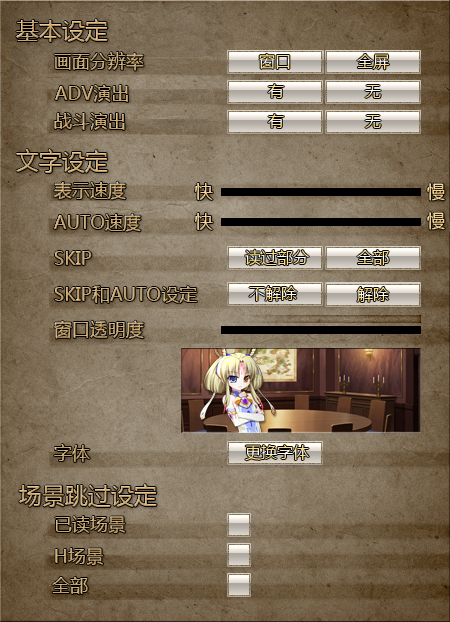 基本设定
画面分辨率 窗口 全屏
ADV演出 有 无
战斗演出 有 无
文字设定
表示速度 快 慢
AUTO速度 快 慢
SKIP 读过部分 全部
SKIP和AUTO设定 不解除 解除
窗口透明度
字体 更换字体
场景跳过设定
已读场景
H场景
全部